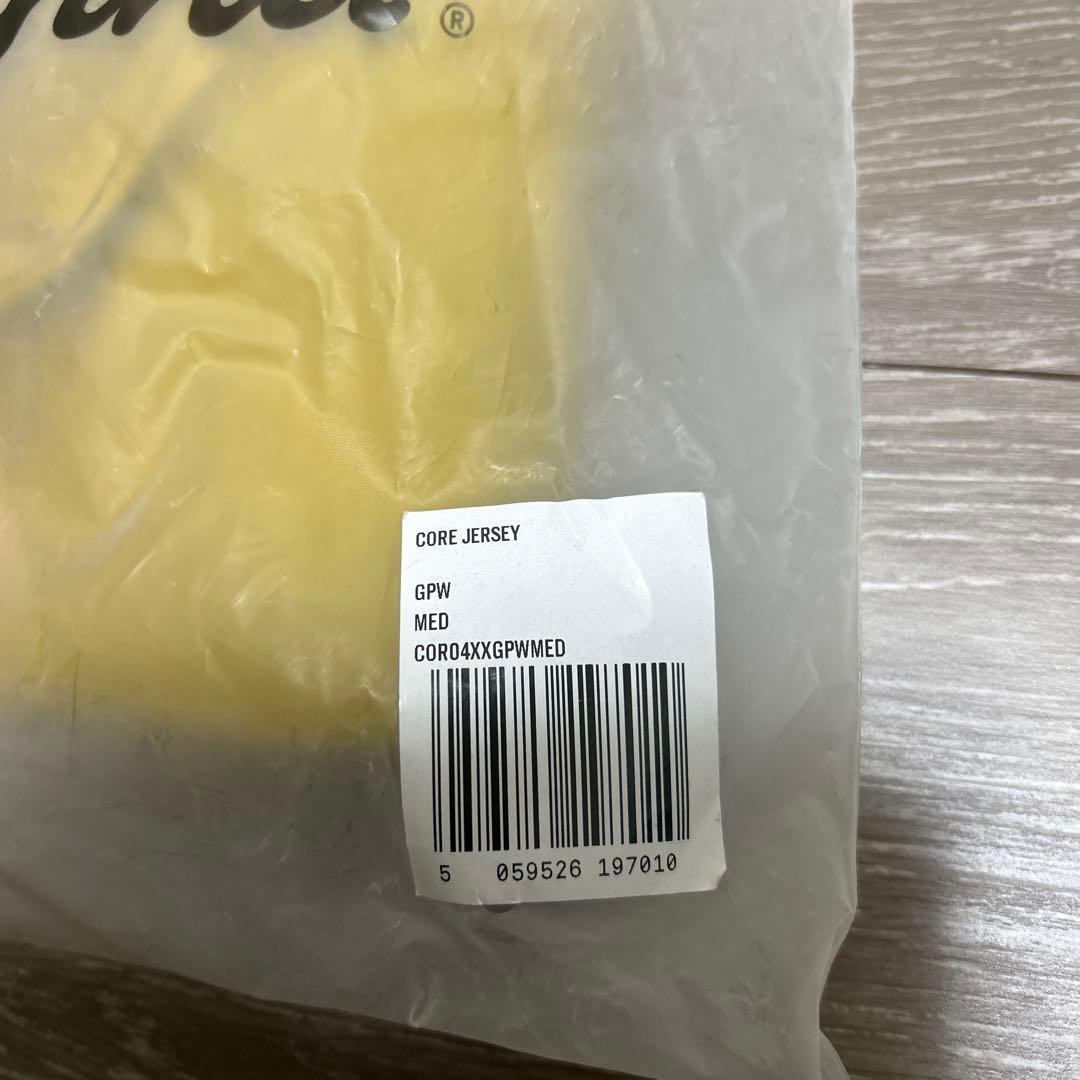 ®
CORE JERSEY
GPW
MED
COR04XXGPWMED
5 059526 197010